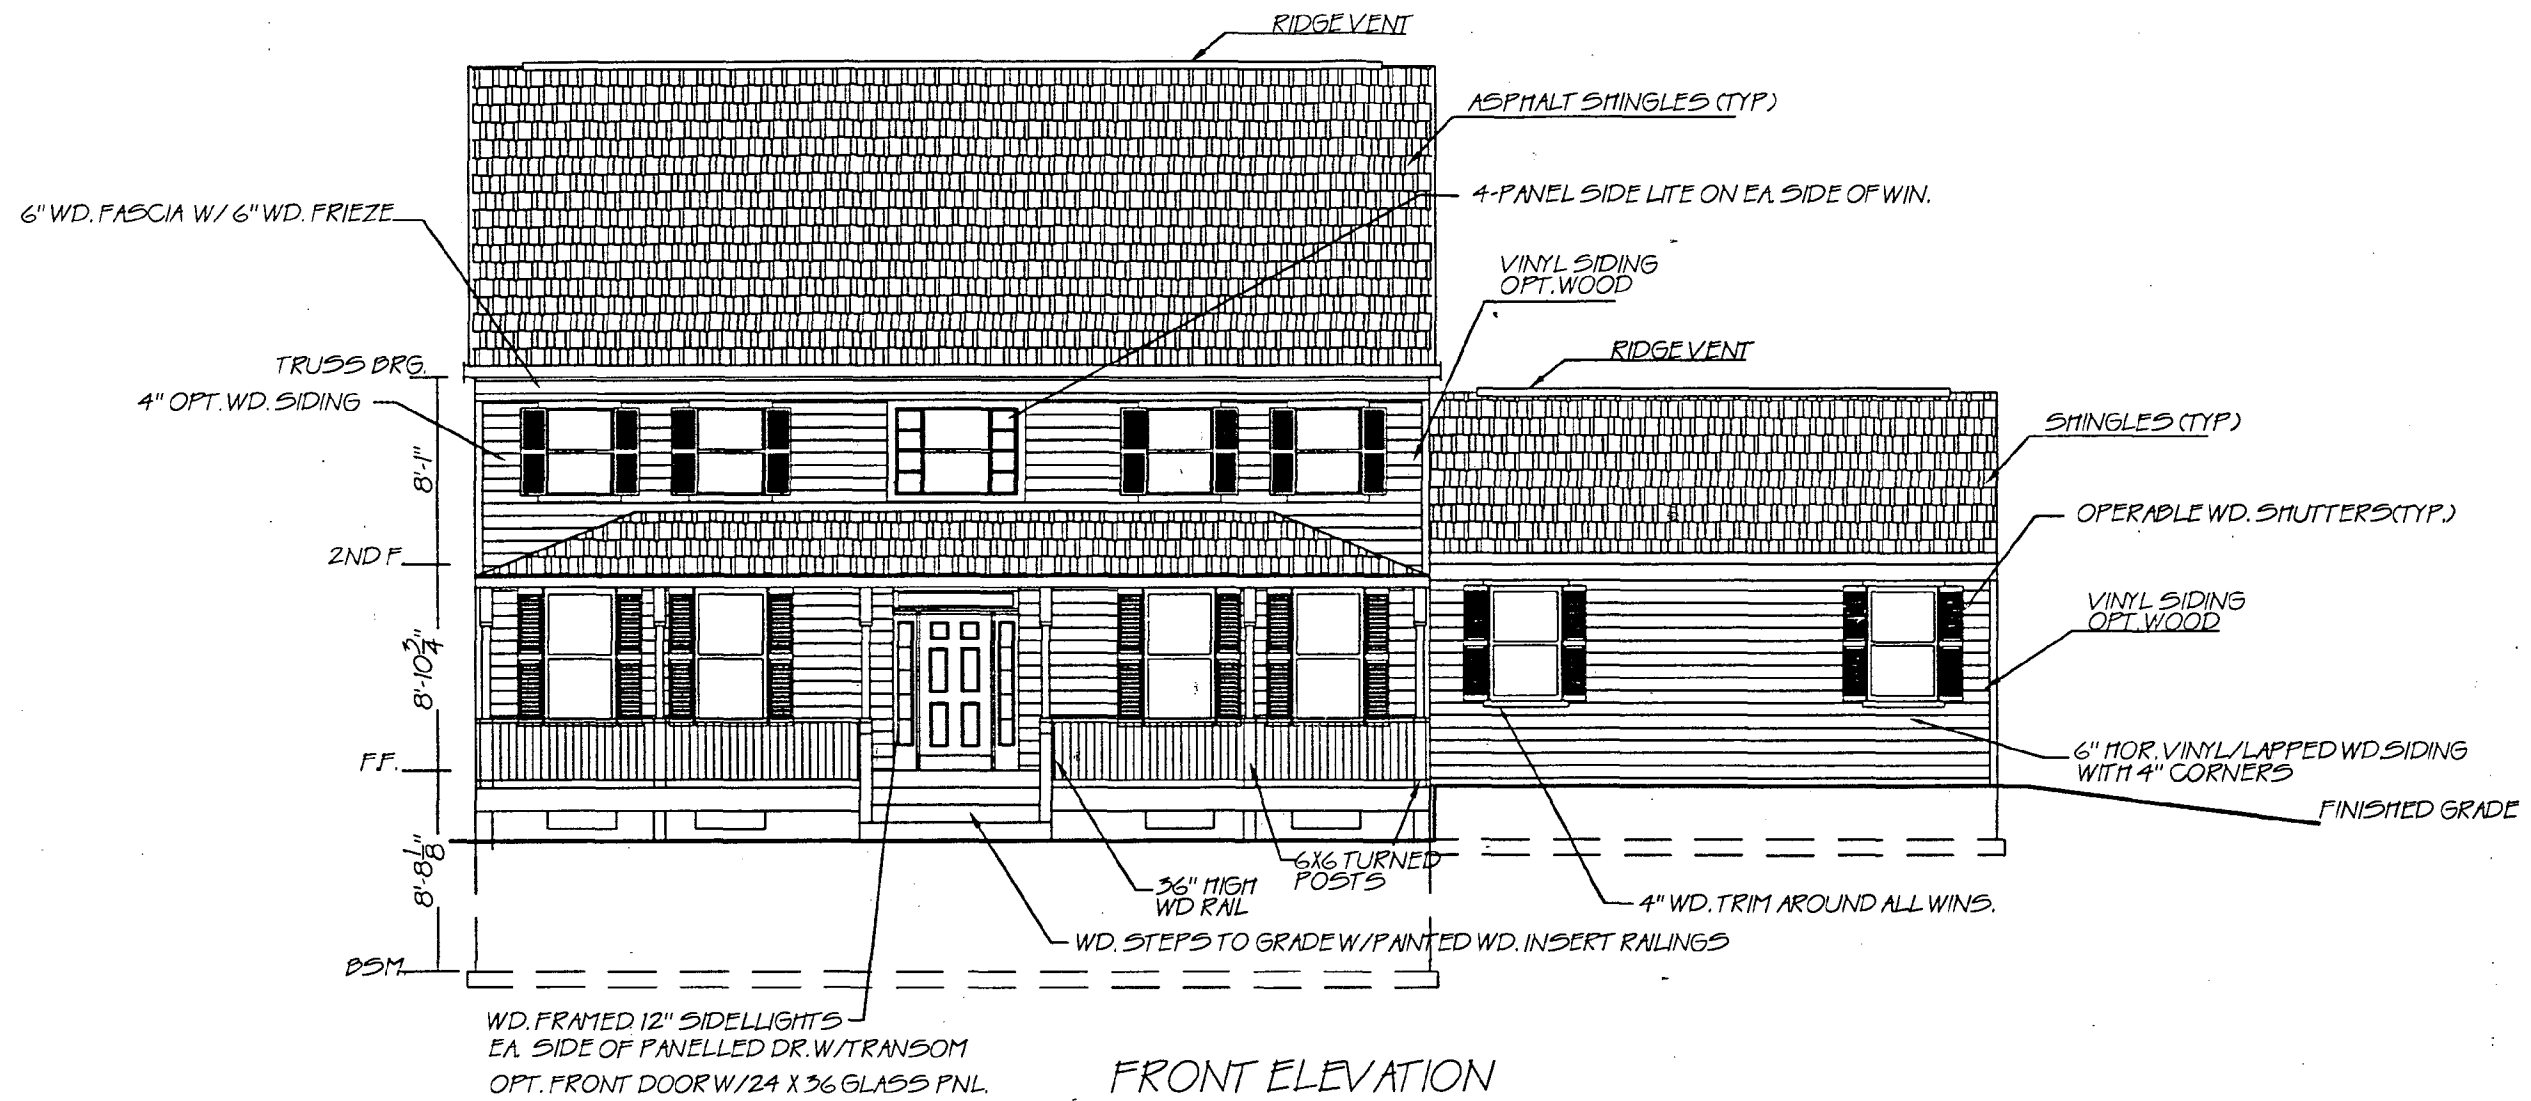 RIDGE VENT
ASPHALT SHINGLES (TYP)
4-PANEL SIDE LITE ON EA. SIDE OF WIN.
6" WD. FASCIA W/ 6" WD. FRIEZE
VINYL SIDING
OPT. WOOD
RIDGE VENT
TRUSS BRG.
4" OPT. WD. SIDING
SHINGLES (TYP)
8'-1"
OPERABLE WD. SHUTTERS(TYP.)
2ND F.
VINYL SIDING
OPT. WOOD
8'-10 3/4"
F.F.
6" HOR. VINYL/LAPPED WD SIDING
WITH 4" CORNERS
FINISHED GRADE
8'-8 1/8"
6X6 TURNED
POSTS
36" HIGH
WD RAIL
4" WD. TRIM AROUND ALL WINS.
WD. STEPS TO GRADE W/PAINTED WD. INSERT RAILINGS
BSM.
WD. FRAMED 12" SIDELLIGHTS
EA. SIDE OF PANELLED DR. W/TRANSOM
OPT. FRONT DOOR W/24 X 36 GLASS PNL.
FRONT ELEVATION